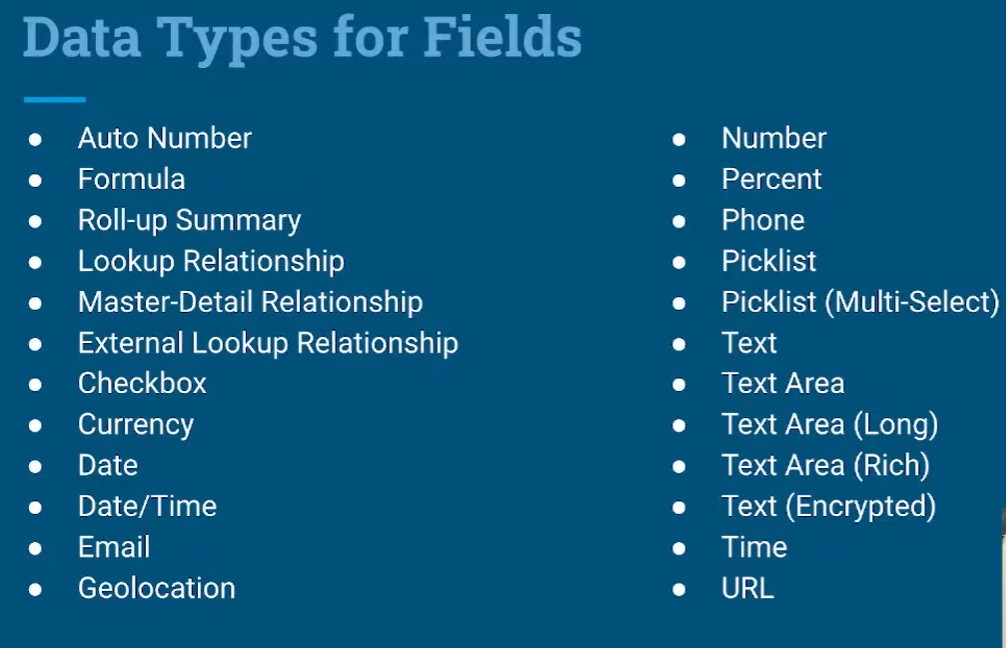 Data Types for Fields
● Auto Number
● Formula
● Roll-up Summary
● Lookup Relationship
● Master-Detail Relationship
● External Lookup Relationship
● Checkbox
● Currency
● Date
● Date/Time
● Email
● Geolocation
● Number
● Percent
● Phone
● Picklist
● Picklist (Multi-Select)
● Text
● Text Area
● Text Area (Long)
● Text Area (Rich)
● Text (Encrypted)
● Time
● URL